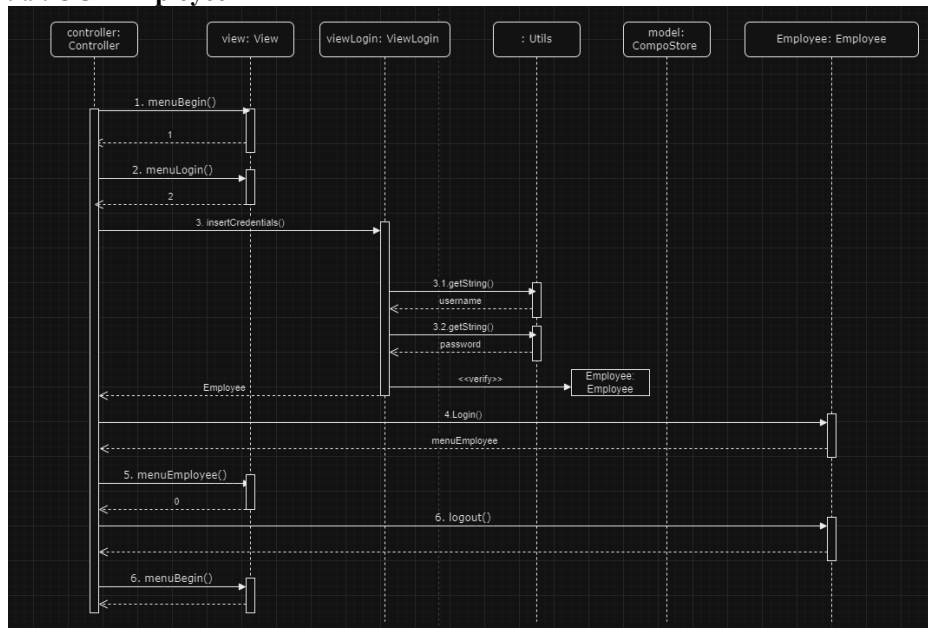 controller:
Controller
view: View
viewLogin: ViewLogin
: Utils
model:
CompoStore
Employee: Employee
1. menuBegin()
1
2. menuLogin()
2
3. insertCredentials()
3.1.getString()
username
3.2.getString()
password
<<verify>>
Employee:
Employee
Employee
4.Login()
menuEmployee
5. menuEmployee()
0
6. logout()
6. menuBegin()